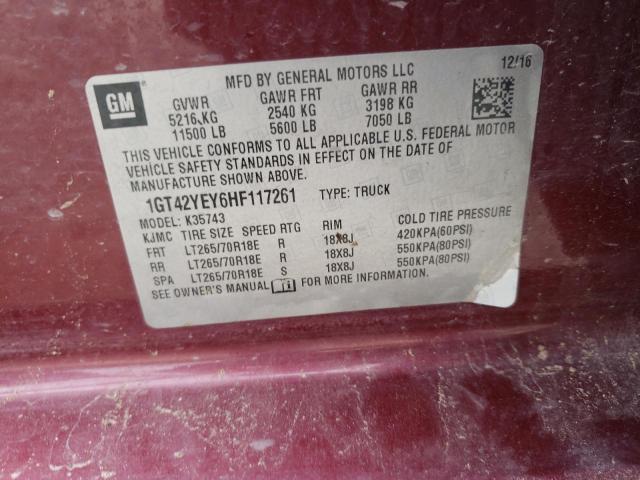 GM
MFD BY GENERAL MOTORS LLC
12/16
GVWR GAWR FRT GAWR RR
5216 KG 2540 KG 3198 KG
11500 LB 5600 LB 7050 LB
THIS VEHICLE CONFORMS TO ALL APPLICABLE U.S. FEDERAL MOTOR
VEHICLE SAFETY STANDARDS IN EFFECT ON THE DATE OF
MANUFACTURE SHOWN ABOVE.
1GT42YEY6HF117261 TYPE: TRUCK
MODEL: K35743
KJMC TIRE SIZE SPEED RTG RIM COLD TIRE PRESSURE
FRT LT265/70R18E R 18X8J 420KPA(60PSI)
RR LT265/70R18E R 18X8J 550KPA(80PSI)
SPA LT265/70R18E S 18X8J 550KPA(80PSI)
SEE OWNER'S MANUAL FOR MORE INFORMATION.